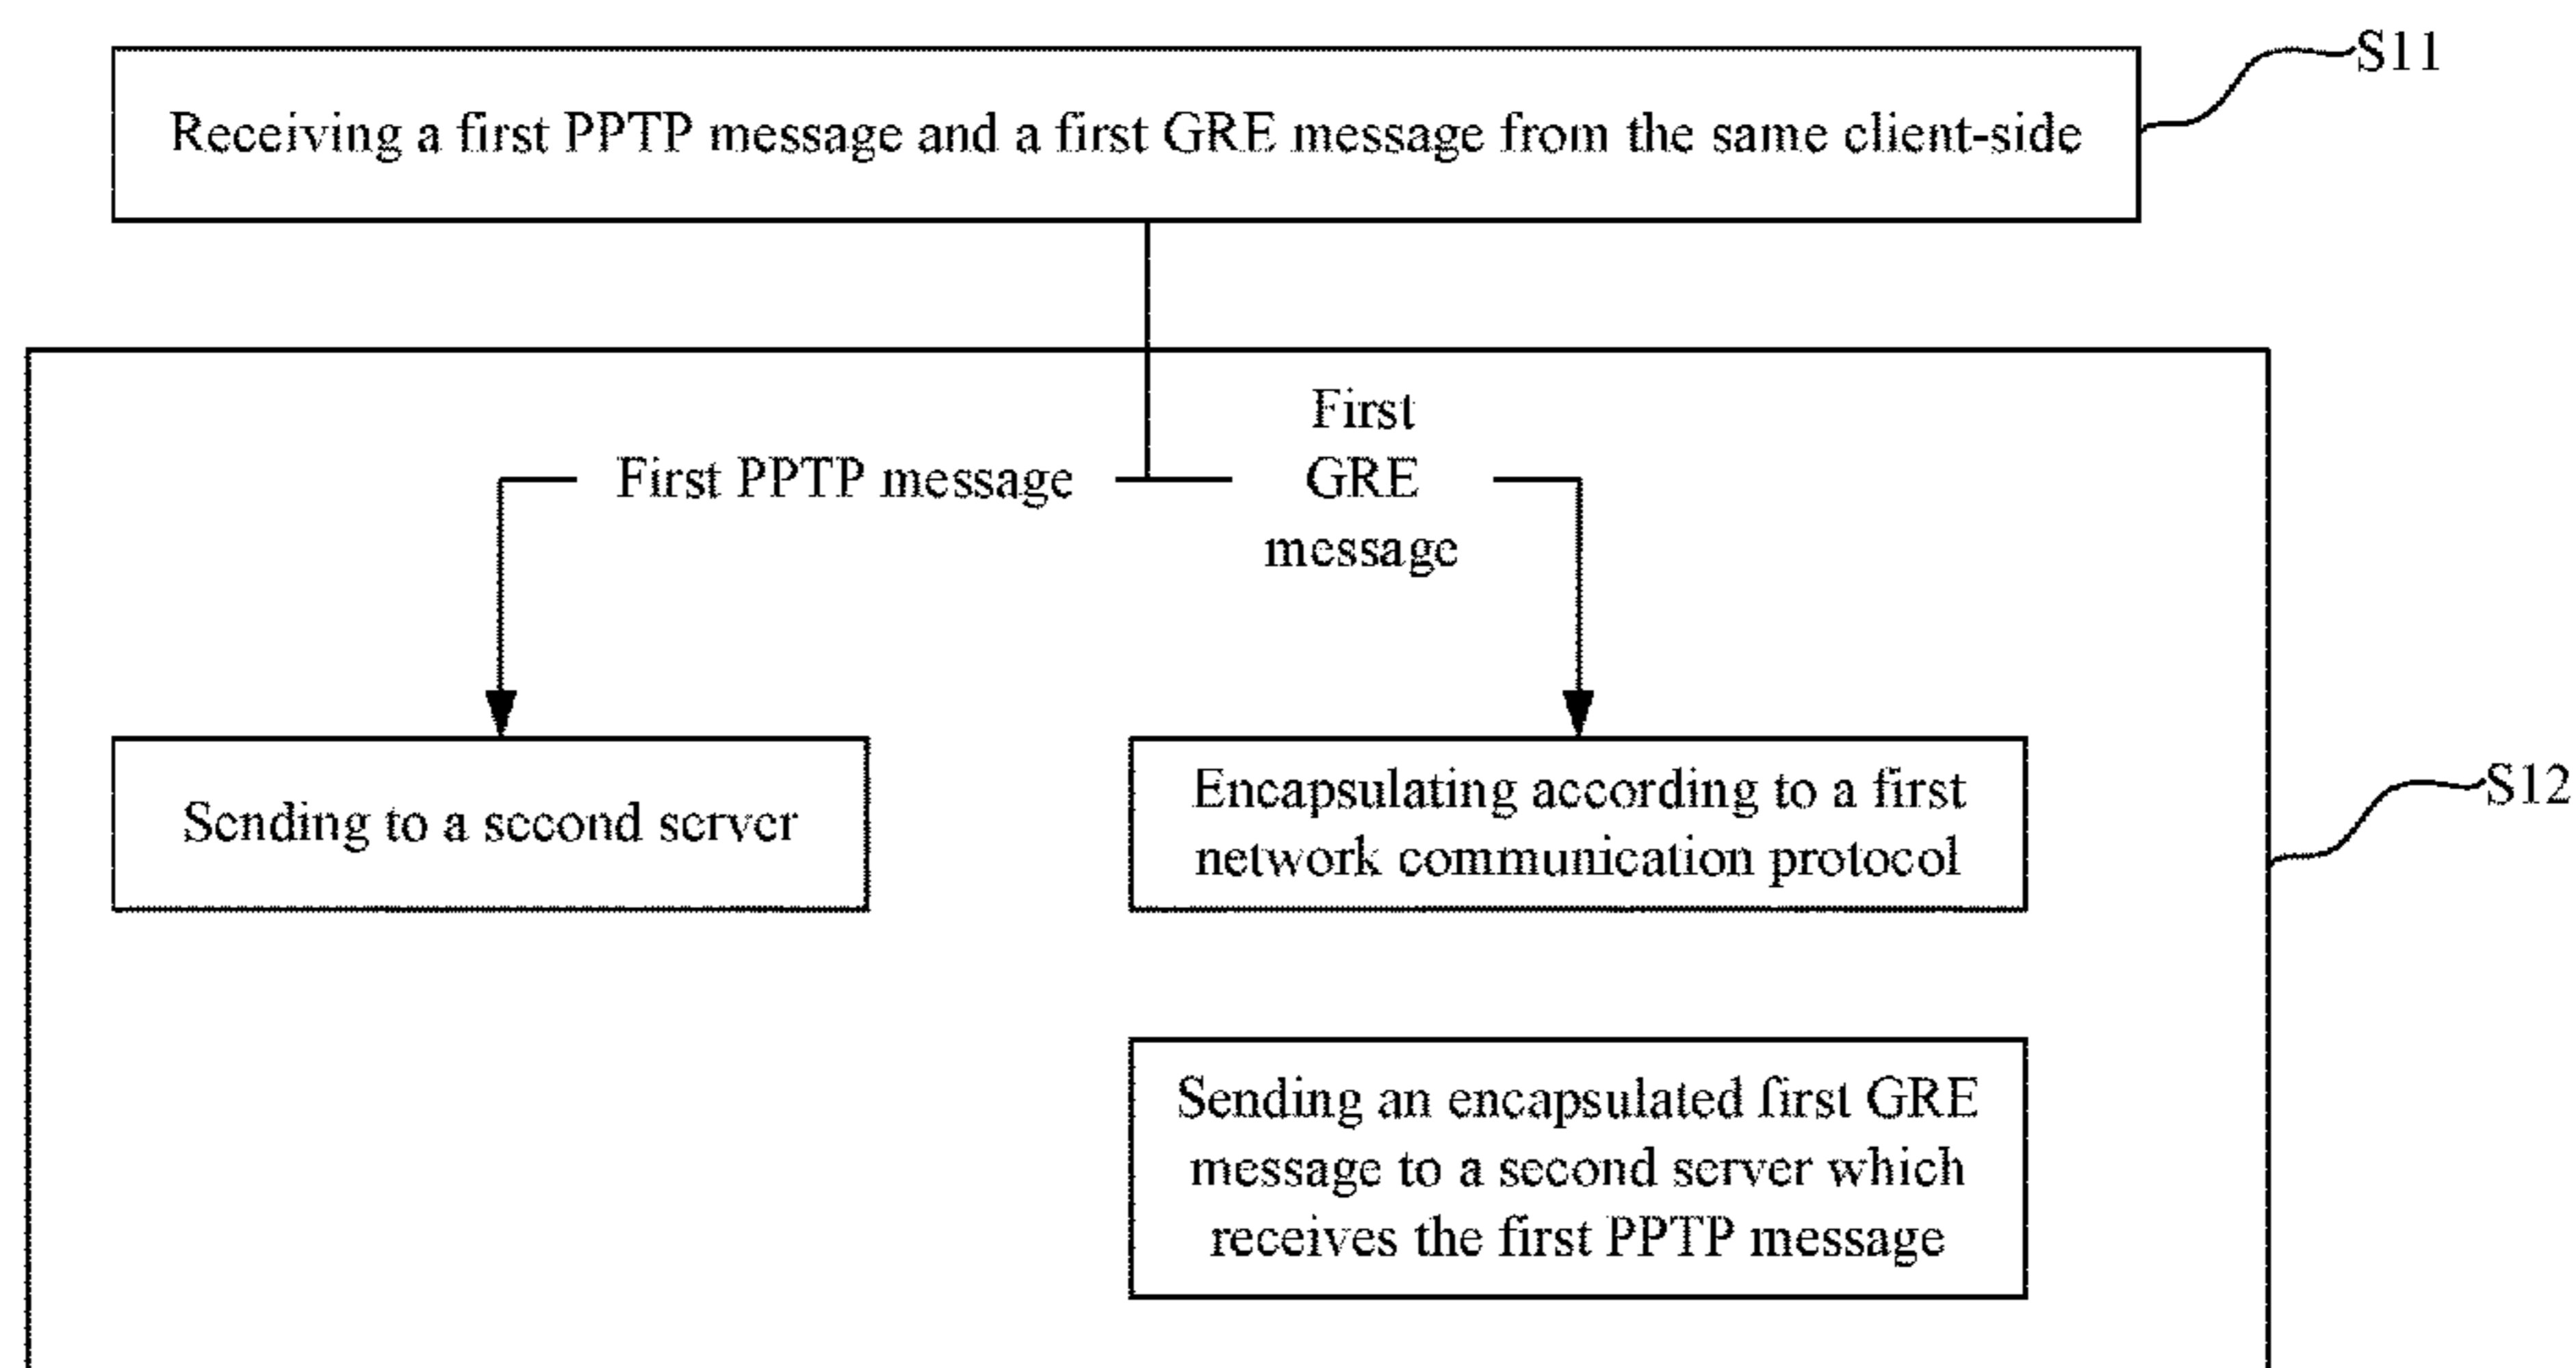 S11
Receiving a first PPTP message and a first GRE message from the same client-side
First PPTP message
First
GRE
message
Sending to a second server
Encapsulating according to a first
network communication protocol
S12
Sending an encapsulated first GRE
message to a second server which
receives the first PPTP message